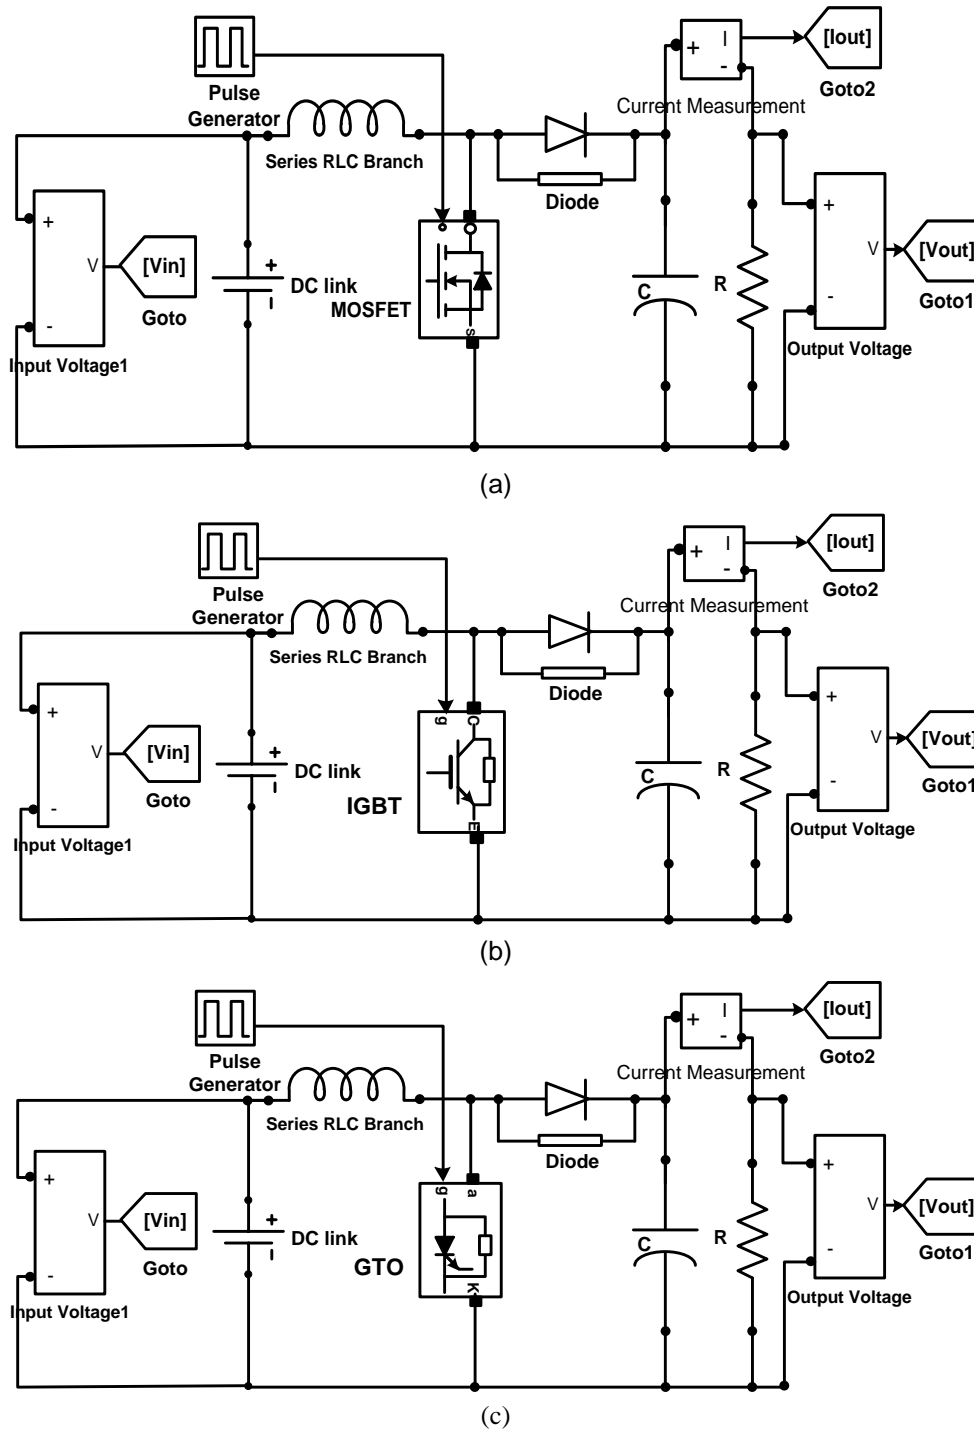 Pulse
Generator
Series RLC Branch
+
I
-
[Iout]
Goto2
Current Measurement
Diode
+
V
-
[Vin]
Goto
Input Voltage1
+
DC link
MOSFET
s
C
R
+
V
-
[Vout]
Goto1
Output Voltage
(a)
Pulse
Generator
Series RLC Branch
+
I
-
[Iout]
Goto2
Current Measurement
Diode
+
V
-
[Vin]
Goto
Input Voltage1
+
DC link
g
C
IGBT
E
C
R
+
V
-
[Vout]
Goto1
Output Voltage
(b)
Pulse
Generator
Series RLC Branch
+
I
-
[Iout]
Goto2
Current Measurement
Diode
+
V
-
[Vin]
Goto
Input Voltage1
+
DC link
g
a
GTO
K
C
R
+
V
-
[Vout]
Goto1
Output Voltage
(c)